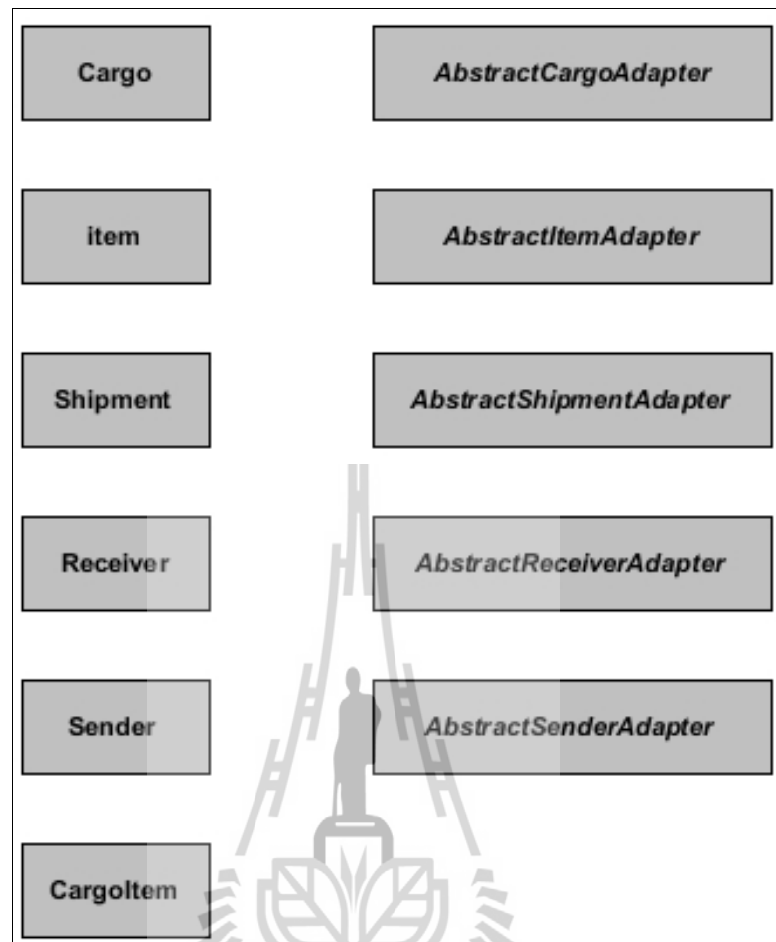 Cargo
AbstractCargoAdapter
item
AbstractItemAdapter
Shipment
AbstractShipmentAdapter
Receiver
AbstractReceiverAdapter
Sender
AbstractSenderAdapter
CargoItem